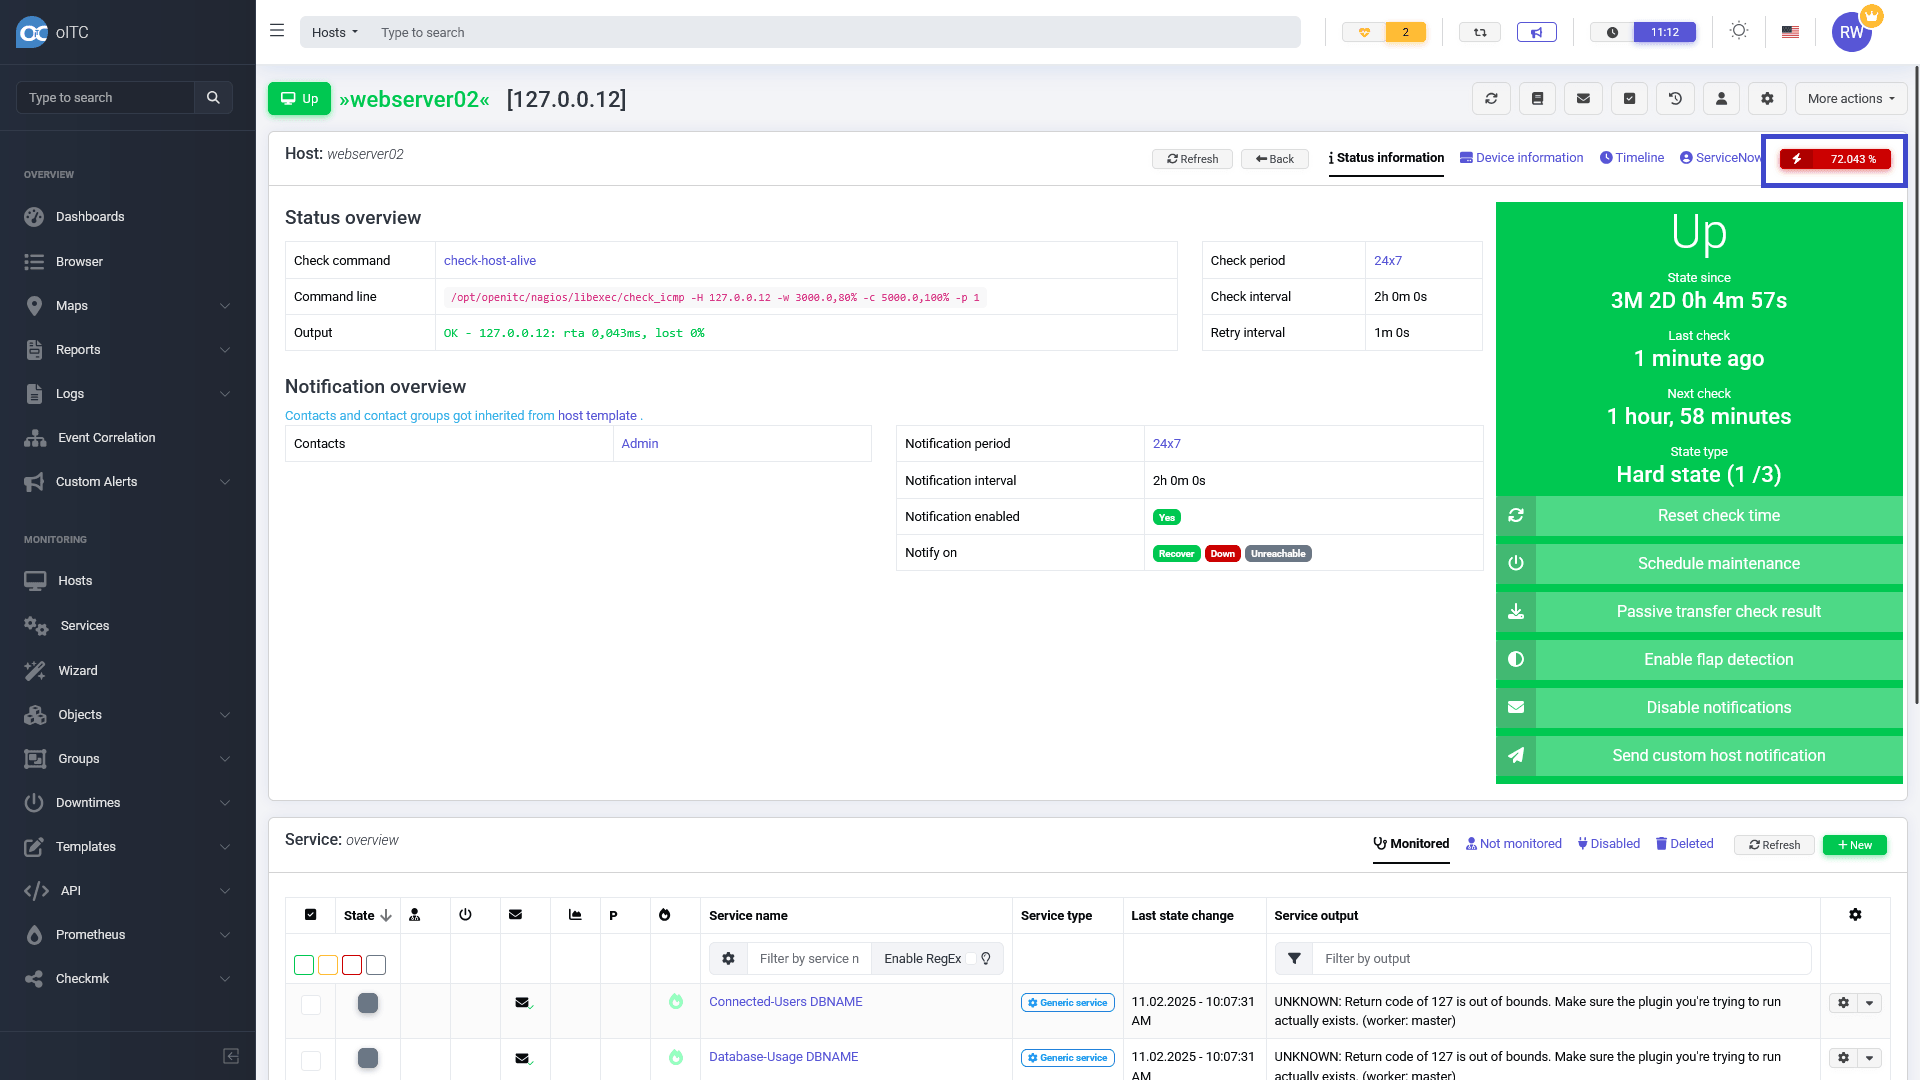 oITC
Hosts
Type to search
2
11:12
RW
Type to search
Up
»webserver02«
[127.0.0.12]
More actions
OVERVIEW
Dashboards
Browser
Maps
Reports
Logs
Event Correlation
Custom Alerts
MONITORING
Hosts
Services
Wizard
Objects
Groups
Downtimes
Templates
API
Prometheus
Checkmk
Host: webserver02
Refresh
Back
Status information
Device information
Timeline
ServiceNow
72.043 %
Status overview
Check command
check-host-alive
Command line
/opt/openitc/nagios/libexec/check_icmp -H 127.0.0.12 -w 3000.0,80% -c 5000.0,100% -p 1
Output
OK - 127.0.0.12: rta 0,043ms, lost 0%
Check period
24x7
Check interval
2h 0m 0s
Retry interval
1m 0s
Notification overview
Contacts and contact groups got inherited from host template .
Contacts
Admin
Notification period
24x7
Notification interval
2h 0m 0s
Notification enabled
Yes
Notify on
Recover Down Unreachable
Up
State since
3M 2D 0h 4m 57s
Last check
1 minute ago
Next check
1 hour, 58 minutes
State type
Hard state (1 /3)
Reset check time
Schedule maintenance
Passive transfer check result
Enable flap detection
Disable notifications
Send custom host notification
Service: overview
Monitored
Not monitored
Disabled
Deleted
Refresh
New
State
P
Service name
Service type
Last state change
Service output
Filter by service n
Enable RegEx
Filter by output
Connected-Users DBNAME
Generic service
11.02.2025 - 10:07:31
AM
UNKNOWN: Return code of 127 is out of bounds. Make sure the plugin you're trying to run
actually exists. (worker: master)
Database-Usage DBNAME
Generic service
11.02.2025 - 10:07:31
AM
UNKNOWN: Return code of 127 is out of bounds. Make sure the plugin you're trying to run
actually exists. (worker: master)